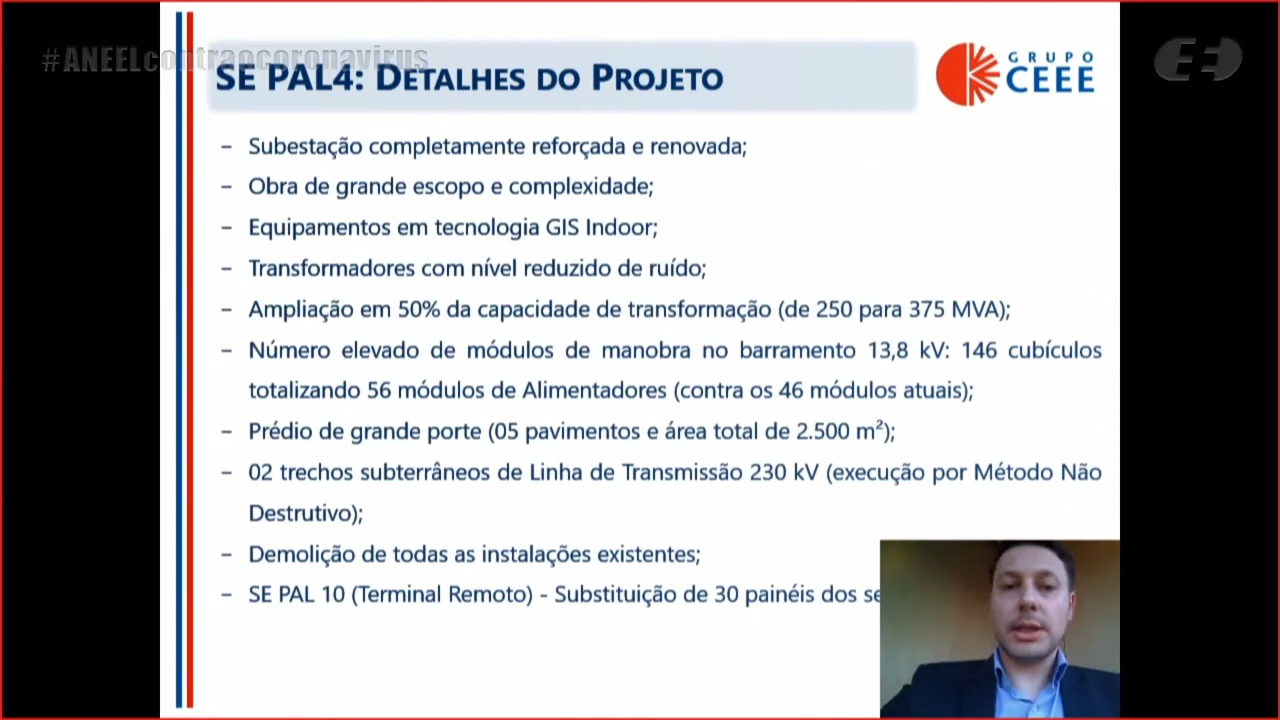 #ANEELcontraocoronavirus
SE PAL4: DETALHES DO PROJETO
GRUPO
CEEE
– Subestação completamente reforçada e renovada;
– Obra de grande escopo e complexidade;
– Equipamentos em tecnologia GIS Indoor;
– Transformadores com nível reduzido de ruído;
– Ampliação em 50% da capacidade de transformação (de 250 para 375 MVA);
– Número elevado de módulos de manobra no barramento 13,8 kV: 146 cubículos
totalizando 56 módulos de Alimentadores (contra os 46 módulos atuais);
– Prédio de grande porte (05 pavimentos e área total de 2.500 m²);
– 02 trechos subterrâneos de Linha de Transmissão 230 kV (execução por Método Não
Destrutivo);
– Demolição de todas as instalações existentes;
– SE PAL 10 (Terminal Remoto) - Substituição de 30 painéis dos se